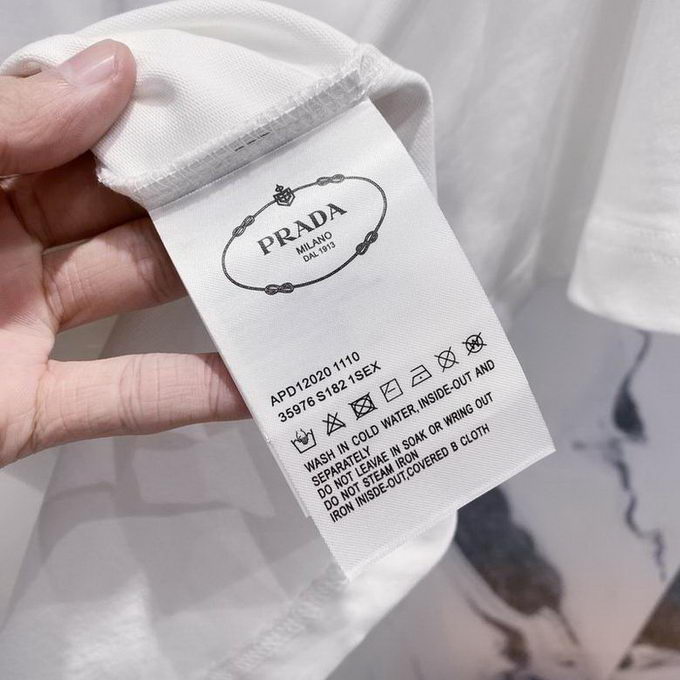 PRADA
MILANO
DAL 1913
APD12020 1110
35976 S182 1SEX
WASH IN COLD WATER, INSIDE-OUT AND
SEPARATELY
DO NOT LEAVAE IN SOAK OR WRING OUT
DO NOT STEAM IRON
IRON INISDE-OUT,COVERED B CLOTH